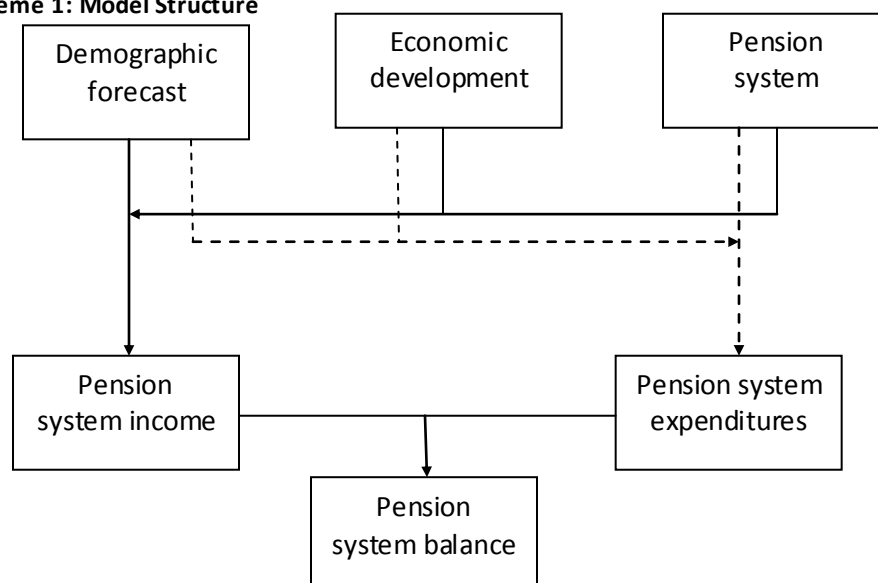 eme 1: Model Structure
Demographic
forecast
Economic
development
Pension
system
Pension
system income
Pension system
expenditures
Pension
system balance